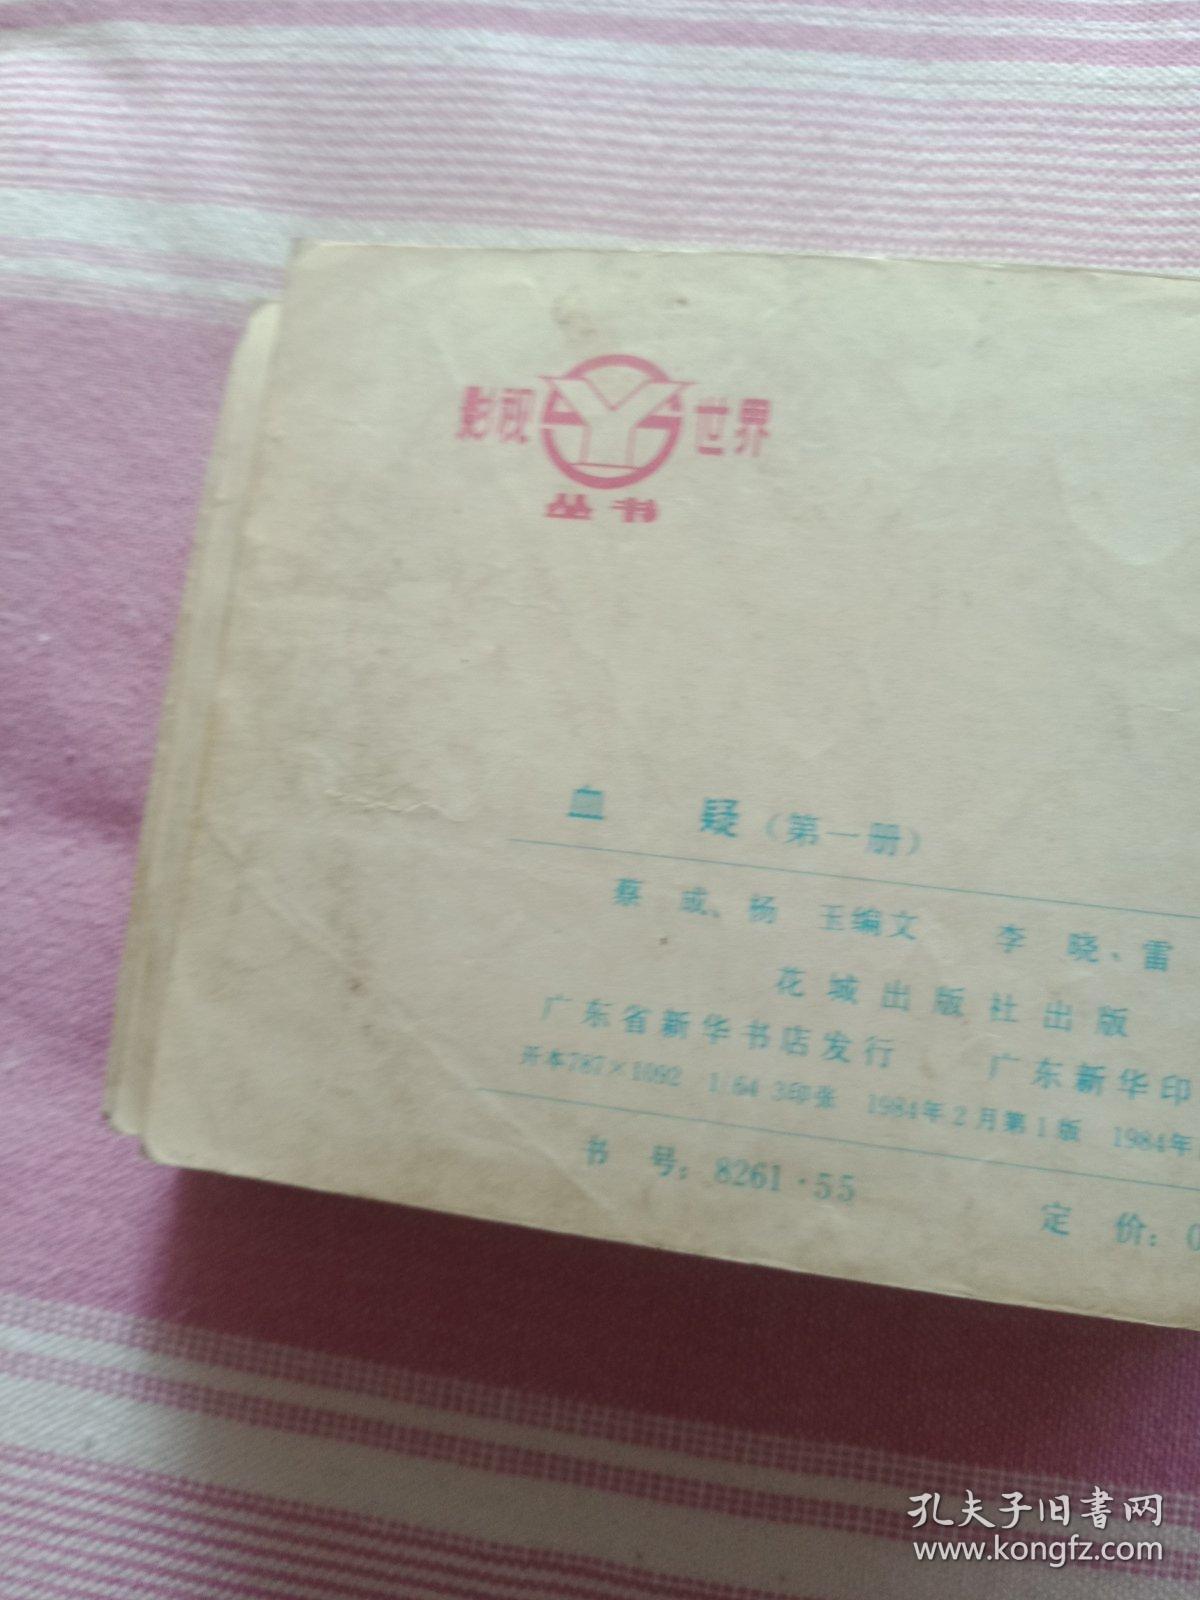 影视 世界
丛书
血 疑（第一册）
蔡 成、杨 玉编文 李 晓、雷
花城出版社出版
广东省新华书店发行 广东新华印
开本787×1092 1/64 3印张 1984年2月第1版 1984年
书 号：8261·55 定 价：0
孔夫子旧书网
www.kongfz.com